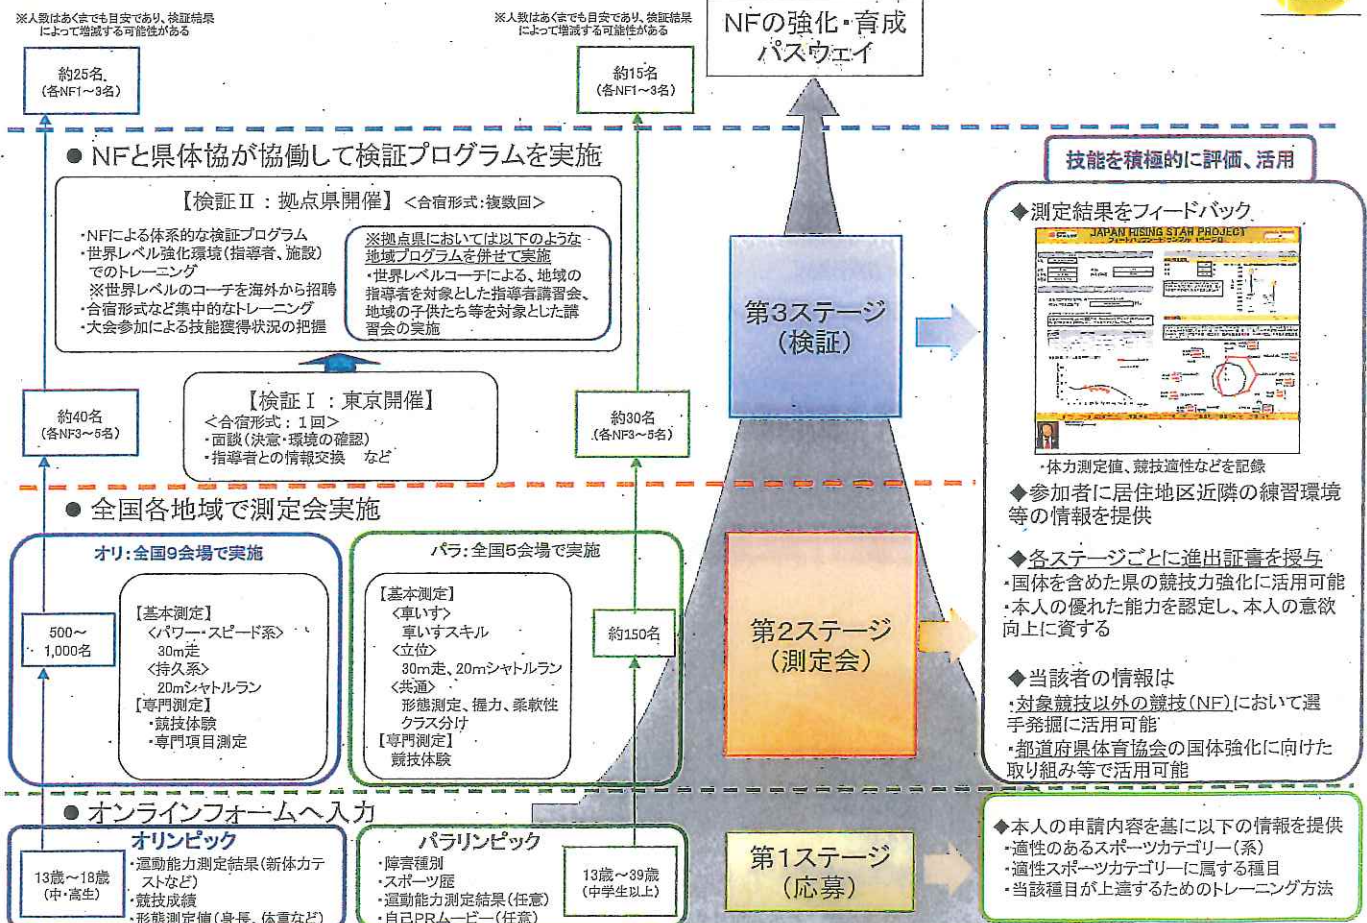 ※人数はあくまでも目安であり、検証結果
によって増減する可能性がある
※人数はあくまでも目安であり、検証結果
によって増減する可能性がある
NFの強化・育成
パスウェイ
約25名
(各NF1～3名)
約15名
(各NF1～3名)
● NFと県体協が協働して検証プログラムを実施
【検証Ⅱ：拠点県開催】 <合宿形式:複数回>
・NFによる体系的な検証プログラム
・世界レベル強化環境(指導者、施設)
でのトレーニング
※世界レベルのコーチを海外から招聘
・合宿形式など集中的なトレーニング
・大会参加による技能獲得状況の把握
※拠点県においては以下のような
地域プログラムを併せて実施
・世界レベルコーチによる、地域の
指導者を対象とした指導者講習会、
地域の子供たち等を対象とした講
習会の実施
約40名
(各NF3～5名)
【検証Ⅰ：東京開催】
<合宿形式：1回>
・面談(決意・環境の確認)
・指導者との情報交換 など
約30名
(各NF3～5名)
第3ステージ
(検証)
技能を積極的に評価、活用
◆測定結果をフィードバック
JAPAN RISING STAR PROJECT
・体力測定値、競技適性などを記録
◆参加者に居住地区近隣の練習環境
等の情報を提供
◆各ステージごとに進出証書を授与
・国体を含めた県の競技力強化に活用可能
・本人の優れた能力を認定し、本人の意欲
向上に資する
◆当該者の情報は
・対象競技以外の競技(NF)において選
手発掘に活用可能
・都道府県体育協会の国体強化に向けた
取り組み等で活用可能
● 全国各地域で測定会実施
オリ:全国9会場で実施
500～
1,000名
【基本測定】
<パワー・スピード系>
30m走
<持久系>
20mシャトルラン
【専門測定】
・競技体験
・専門項目測定
パラ:全国5会場で実施
【基本測定】
<車いす>
車いすスキル
<立位>
30m走、20mシャトルラン
<共通>
形態測定、握力、柔軟性
クラス分け
【専門測定】
競技体験
約150名
第2ステージ
(測定会)
● オンラインフォームへ入力
オリンピック
13歳～18歳
(中・高生)
・運動能力測定結果(新体力テ
ストなど)
・競技成績
・形態測定値(身長、体重など)
パラリンピック
・障害種別
・スポーツ歴
・運動能力測定結果(任意)
・自己PRムービー(任意)
13歳～39歳
(中学生以上)
第1ステージ
(応募)
◆本人の申請内容を基に以下の情報を提供
・適性のあるスポーツカテゴリー(系)
・適性スポーツカテゴリーに属する種目
・当該種目が上達するためのトレーニング方法